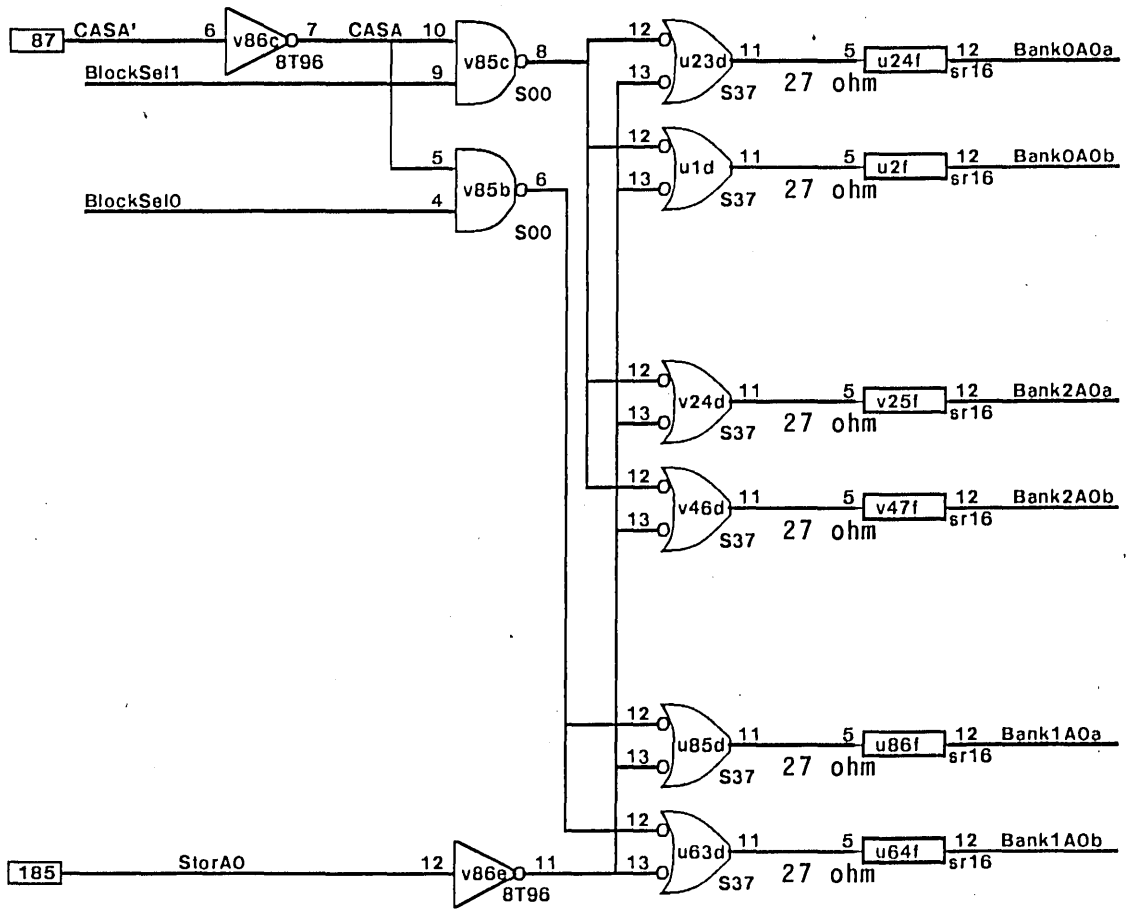 87 CASA' 6 v86c 7 CASA 10 v85c 8 12 u23d 11 5 u24f 12 Bank0A0a
8T96 9 S00 13 S37 27 ohm sr16
BlockSel1
12 u1d 11 5 u2f 12 Bank0A0b
5 v85b 6 13 S37 27 ohm sr16
BlockSel0 4 S00
12 v24d 11 5 v25f 12 Bank2A0a
13 S37 27 ohm sr16
12 v46d 11 5 v47f 12 Bank2A0b
13 S37 27 ohm sr16
12 u85d 11 5 u86f 12 Bank1A0a
13 S37 27 ohm sr16
12 u63d 11 5 u64f 12 Bank1A0b
185 StorA0 12 v86e 11 13 S37 27 ohm sr16
8T96